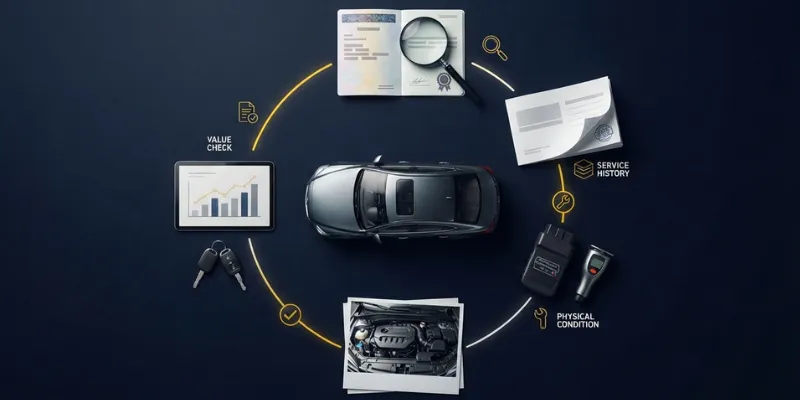 VALUE
CHECK
SERVICE
HISTORY
PHYSICAL
CONDITION